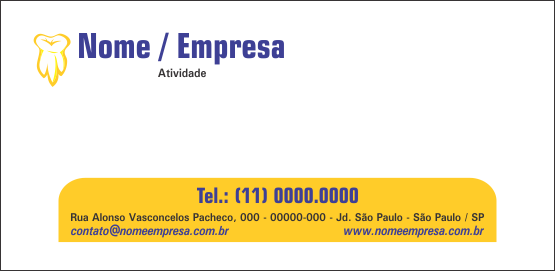 Nome / Empresa
Atividade
Tel.: (11) 0000.0000
Rua Alonso Vasconcelos Pacheco, 000 - 00000-000 - Jd. São Paulo - São Paulo / SP
contato@nomeempresa.com.br www.nomeempresa.com.br